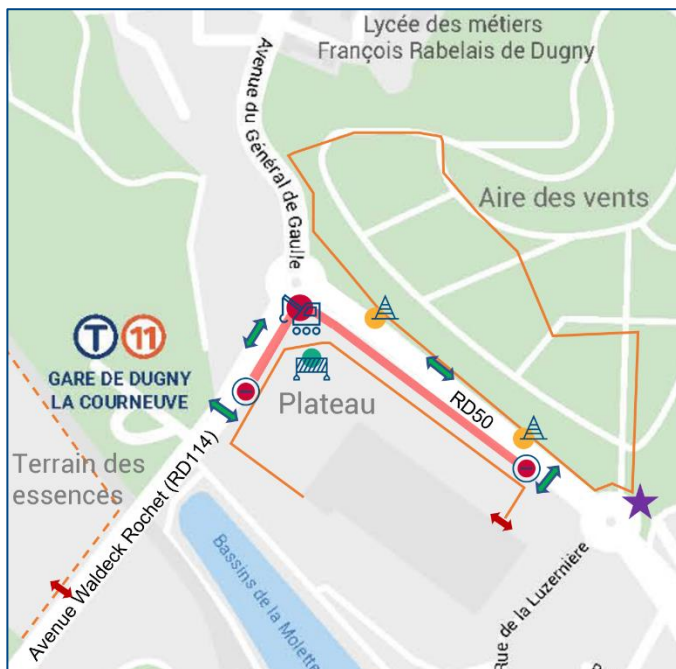 Lycée des métiers
François Rabelais de Dugny
Avenue du Général de Gaulle
Aire des vents
T 11
GARE DE DUGNY
LA COURNEUVE
Plateau
RD50
Terrain des
essences
Avenue Waldeck Rochet (RD114)
Bassins de la Molette
Rue de la Luzernière